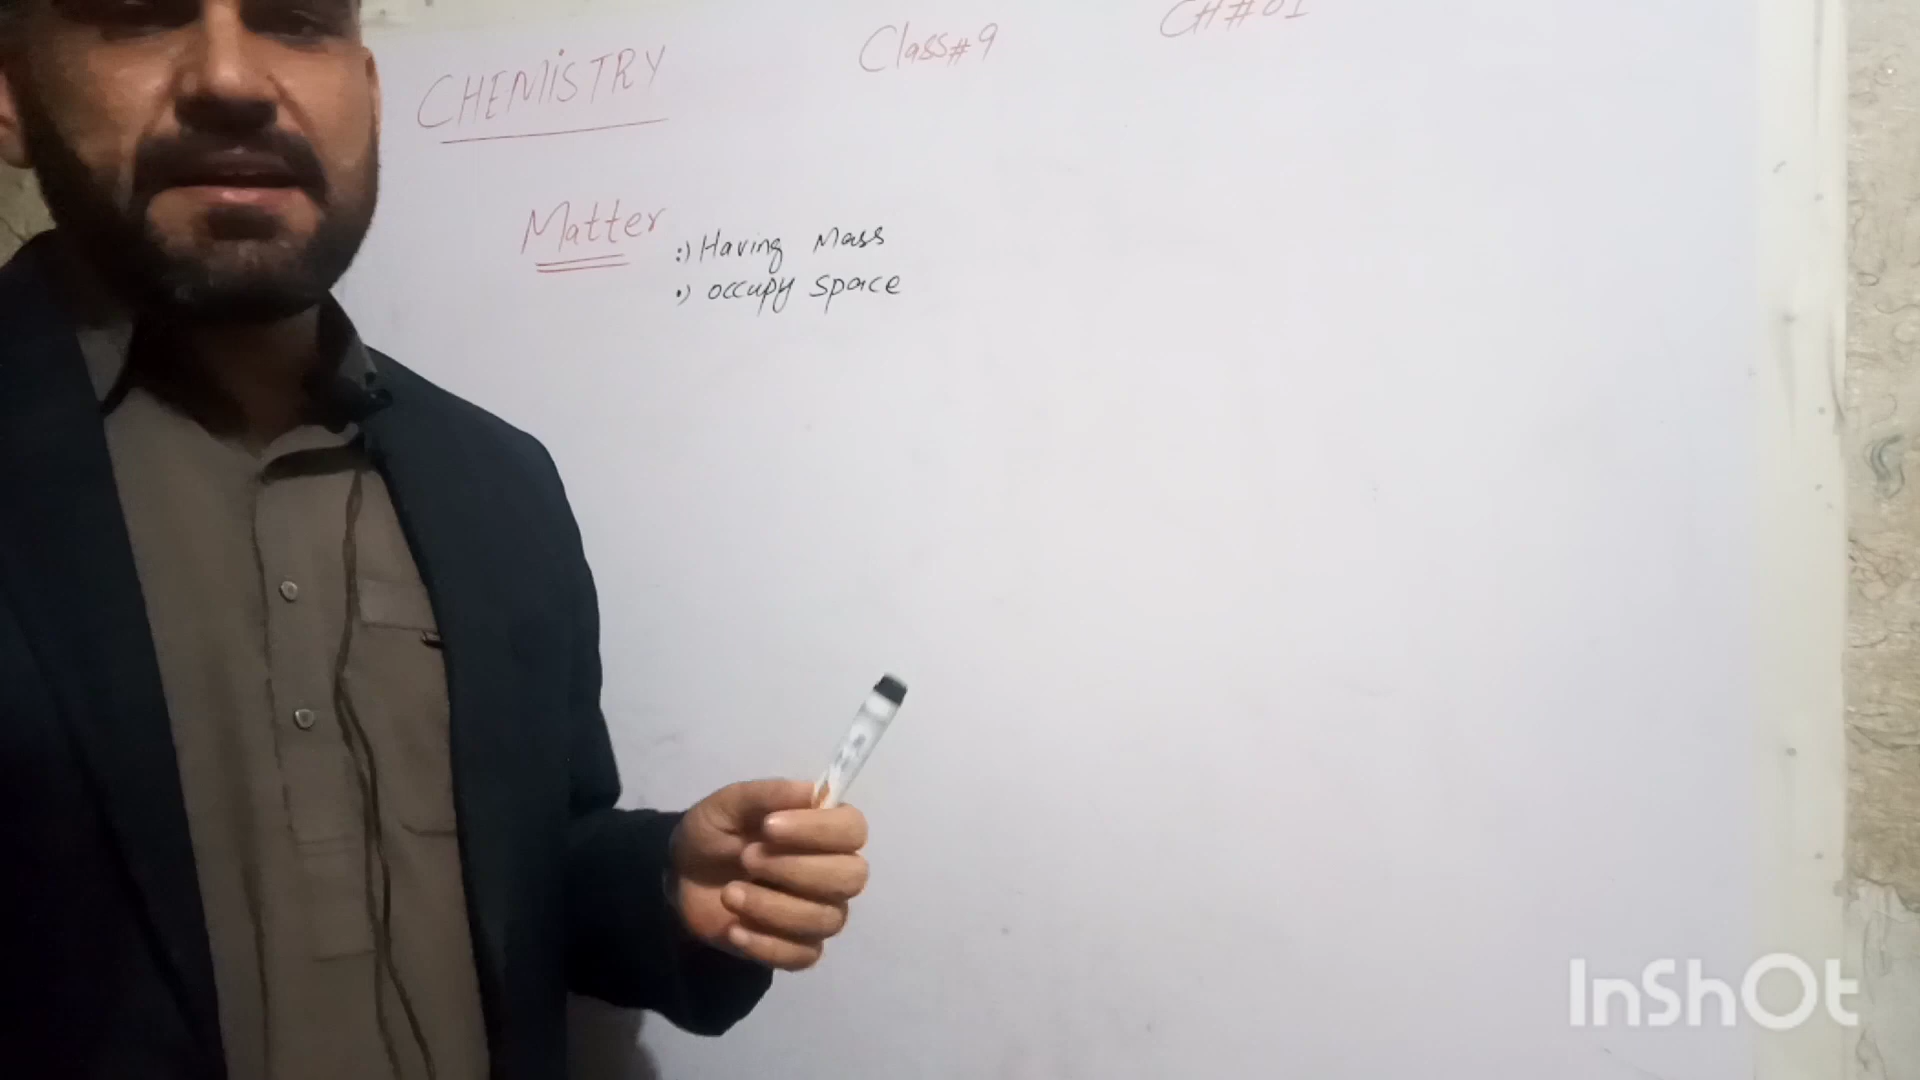 CHEMISTRY Class#9 CH#01
Matter
:) Having Mass
•) occupy space
InShOt